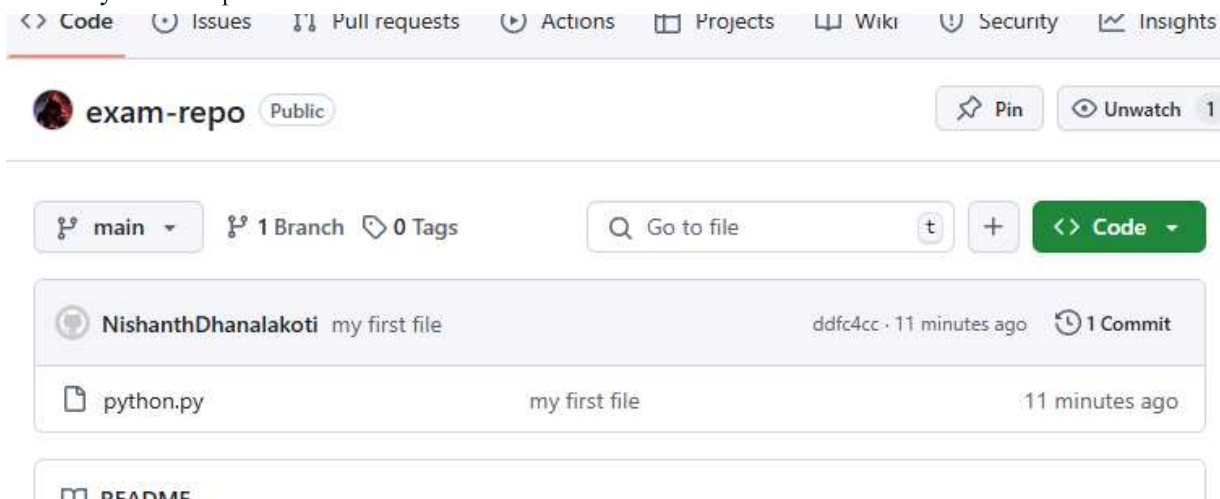 Code Issues Pull requests Actions Projects Wiki Security Insights
exam-repo Public Pin Unwatch 1
main 1 Branch 0 Tags Go to file t + Code
NishanthDhanalakoti my first file ddfc4cc · 11 minutes ago 1 Commit
python.py my first file 11 minutes ago
README